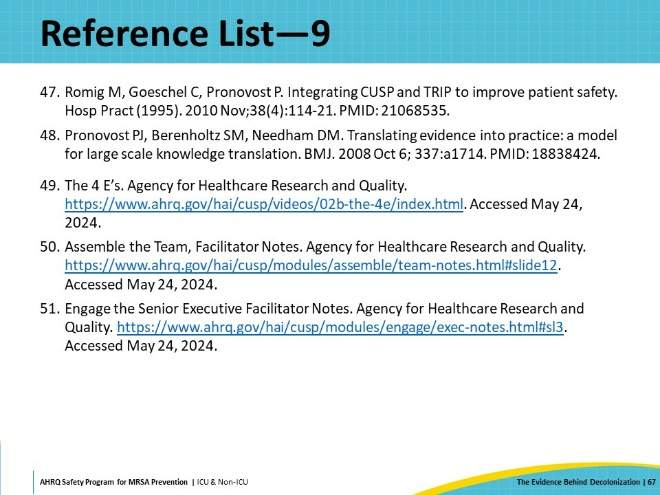 Reference List—9
47. Romig M, Goeschel C, Pronovost P. Integrating CUSP and TRIP to improve patient safety.
Hosp Pract (1995). 2010 Nov;38(4):114-21. PMID: 21068535.
48. Pronovost PJ, Berenholtz SM, Needham DM. Translating evidence into practice: a model
for large scale knowledge translation. BMJ. 2008 Oct 6; 337:a1714. PMID: 18838424.
49. The 4 E’s. Agency for Healthcare Research and Quality.
https://www.ahrq.gov/hai/cusp/videos/02b-the-4e/index.html. Accessed May 24,
2024.
50. Assemble the Team, Facilitator Notes. Agency for Healthcare Research and Quality.
https://www.ahrq.gov/hai/cusp/modules/assemble/team-notes.html#slide12.
Accessed May 24, 2024.
51. Engage the Senior Executive Facilitator Notes. Agency for Healthcare Research and
Quality. https://www.ahrq.gov/hai/cusp/modules/engage/exec-notes.html#sl3.
Accessed May 24, 2024.
AHRQ Safety Program for MRSA Prevention | ICU & Non-ICU
The Evidence Behind Decolonization | 67